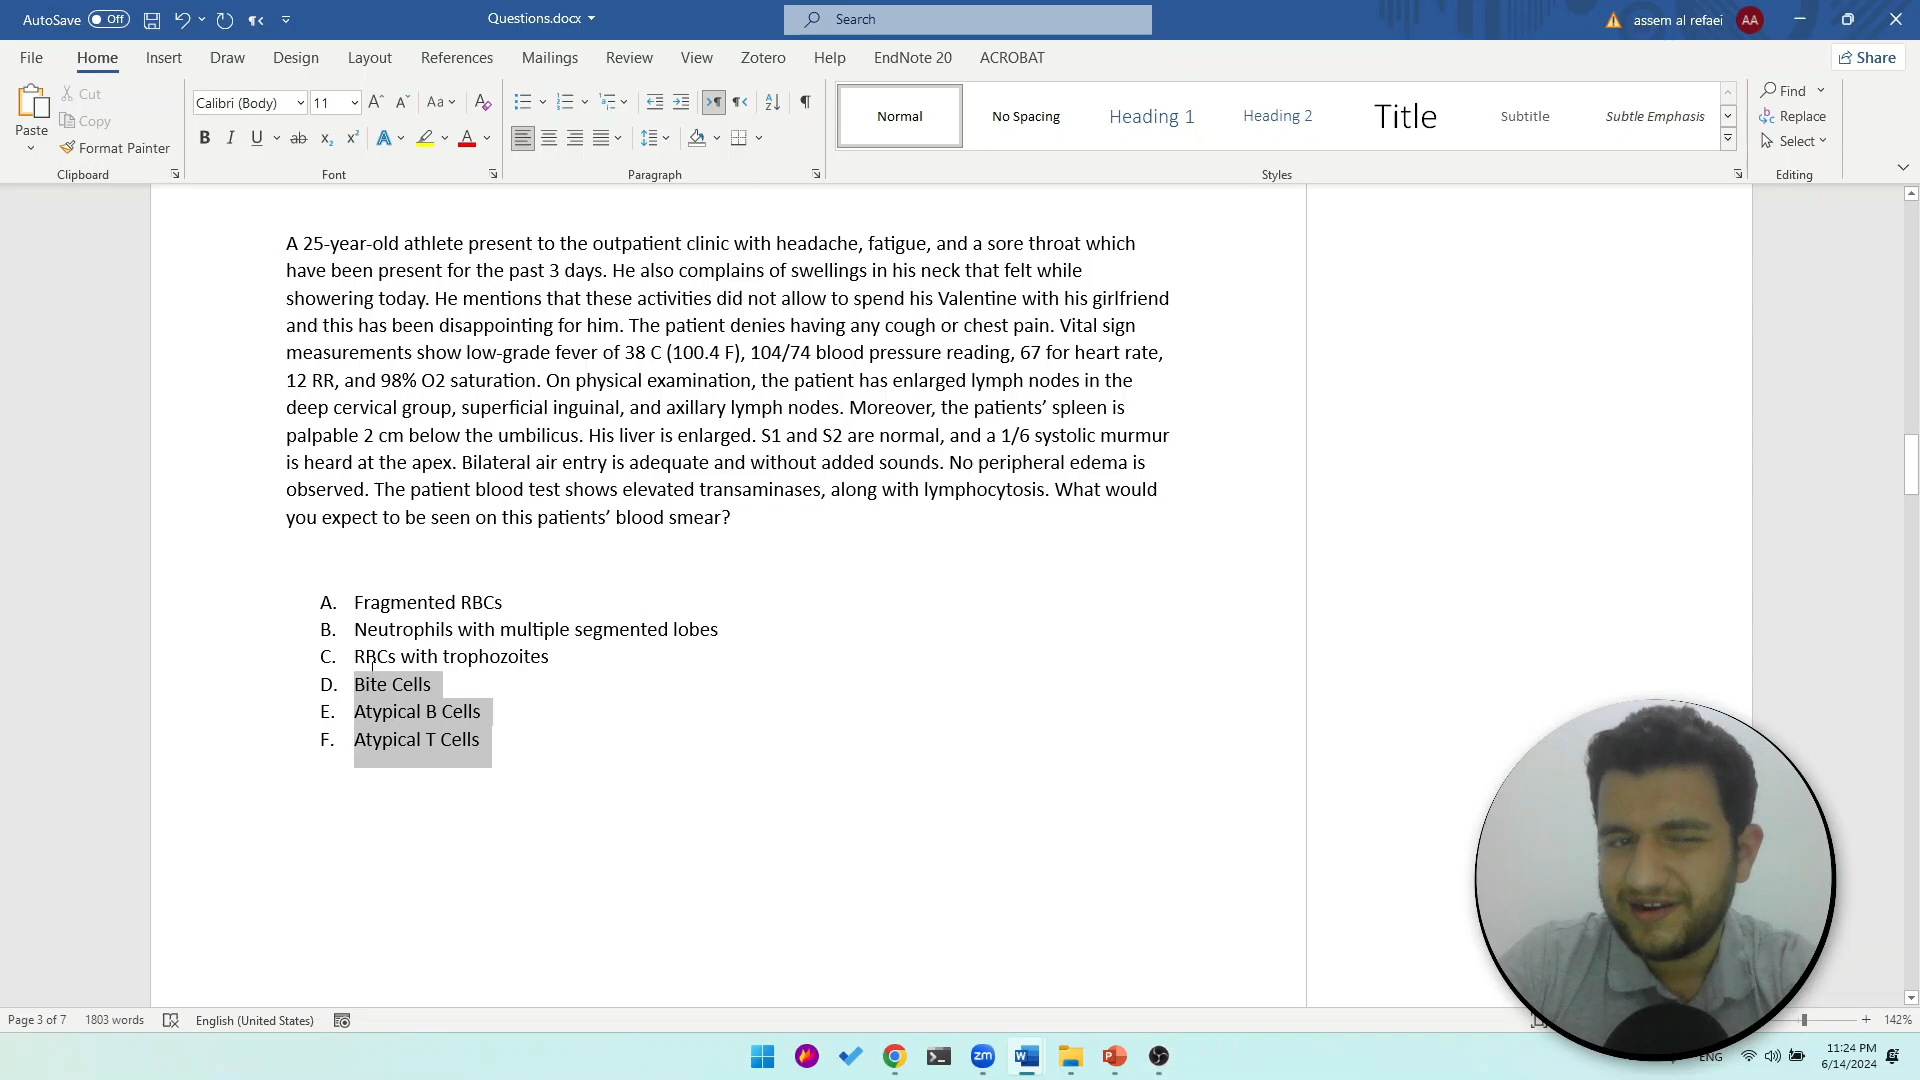 AutoSave Off
Questions.docx
Search
assem al refaei AA
File Home Insert Draw Design Layout References Mailings Review View Zotero Help EndNote 20 ACROBAT Share
Paste
Cut
Copy
Format Painter
Clipboard
Calibri (Body) 11
Font
Paragraph
Normal No Spacing Heading 1 Heading 2 Title Subtitle Subtle Emphasis
Styles
Find
Replace
Select
Editing
A 25-year-old athlete present to the outpatient clinic with headache, fatigue, and a sore throat which
have been present for the past 3 days. He also complains of swellings in his neck that felt while
showering today. He mentions that these activities did not allow to spend his Valentine with his girlfriend
and this has been disappointing for him. The patient denies having any cough or chest pain. Vital sign
measurements show low-grade fever of 38 C (100.4 F), 104/74 blood pressure reading, 67 for heart rate,
12 RR, and 98% O2 saturation. On physical examination, the patient has enlarged lymph nodes in the
deep cervical group, superficial inguinal, and axillary lymph nodes. Moreover, the patients’ spleen is
palpable 2 cm below the umbilicus. His liver is enlarged. S1 and S2 are normal, and a 1/6 systolic murmur
is heard at the apex. Bilateral air entry is adequate and without added sounds. No peripheral edema is
observed. The patient blood test shows elevated transaminases, along with lymphocytosis. What would
you expect to be seen on this patients’ blood smear?
A. Fragmented RBCs
B. Neutrophils with multiple segmented lobes
C. RBCs with trophozoites
D. Bite Cells
E. Atypical B Cells
F. Atypical T Cells
Page 3 of 7 1803 words English (United States) 142%
zm
ENG
11:24 PM
6/14/2024